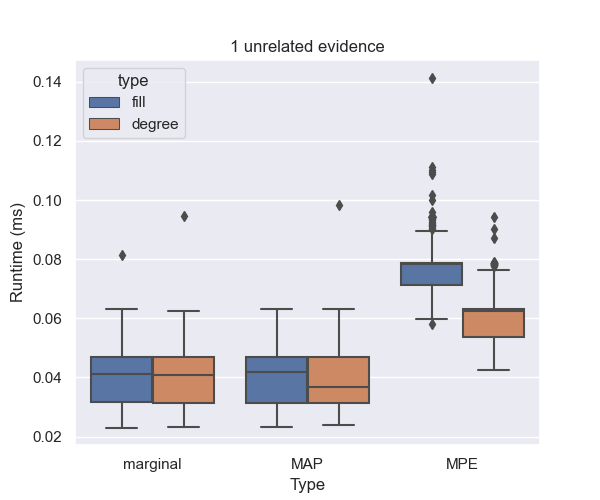 1 unrelated evidence
type
fill
degree
0.14
0.12
0.10
0.08
0.06
0.04
0.02
Runtime (ms)
marginal MAP MPE
Type